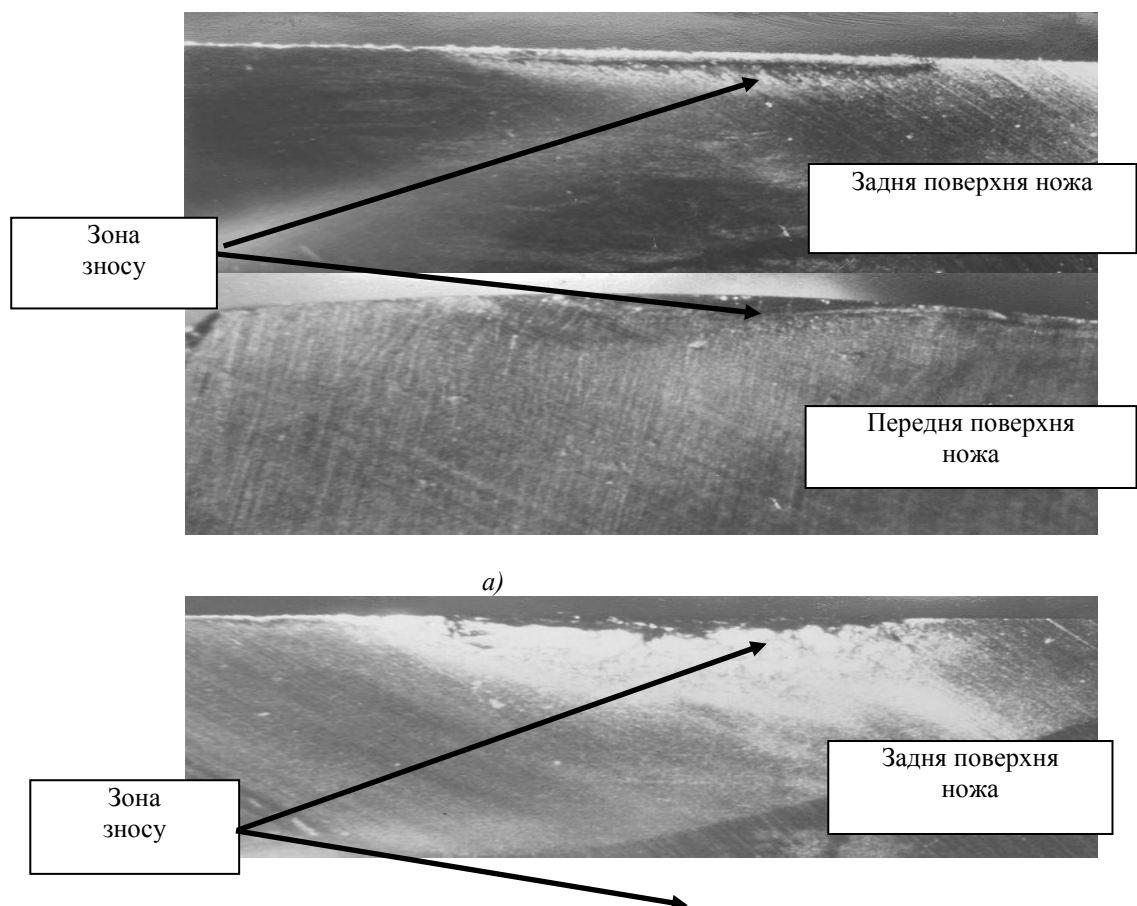 Задня поверхня ножа
Зона
зносу
Передня поверхня
ножа
а)
Задня поверхня
ножа
Зона
зносу